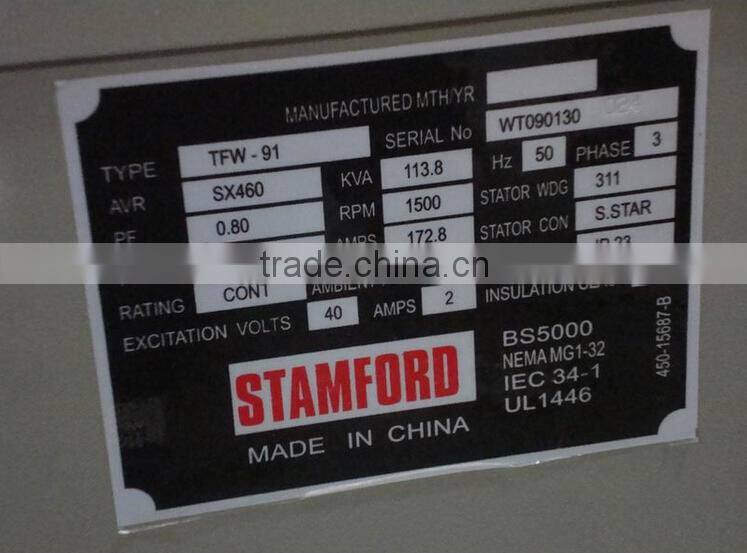 MANUFACTURED MTH/YR
TYPE TFW - 91 SERIAL No WT090130
AVR SX460 KVA 113.8 Hz 50 PHASE 3
PF 0.80 RPM 1500 STATOR WDG 311
AMPS 172.8 STATOR CON S.STAR
trade.china.cn
RATING CONT AMBIENT INSULATION
EXCITATION VOLTS 40 AMPS 2
STAMFORD
MADE IN CHINA
BS5000
NEMA MG1-32
IEC 34-1
UL1446
450-15687-B